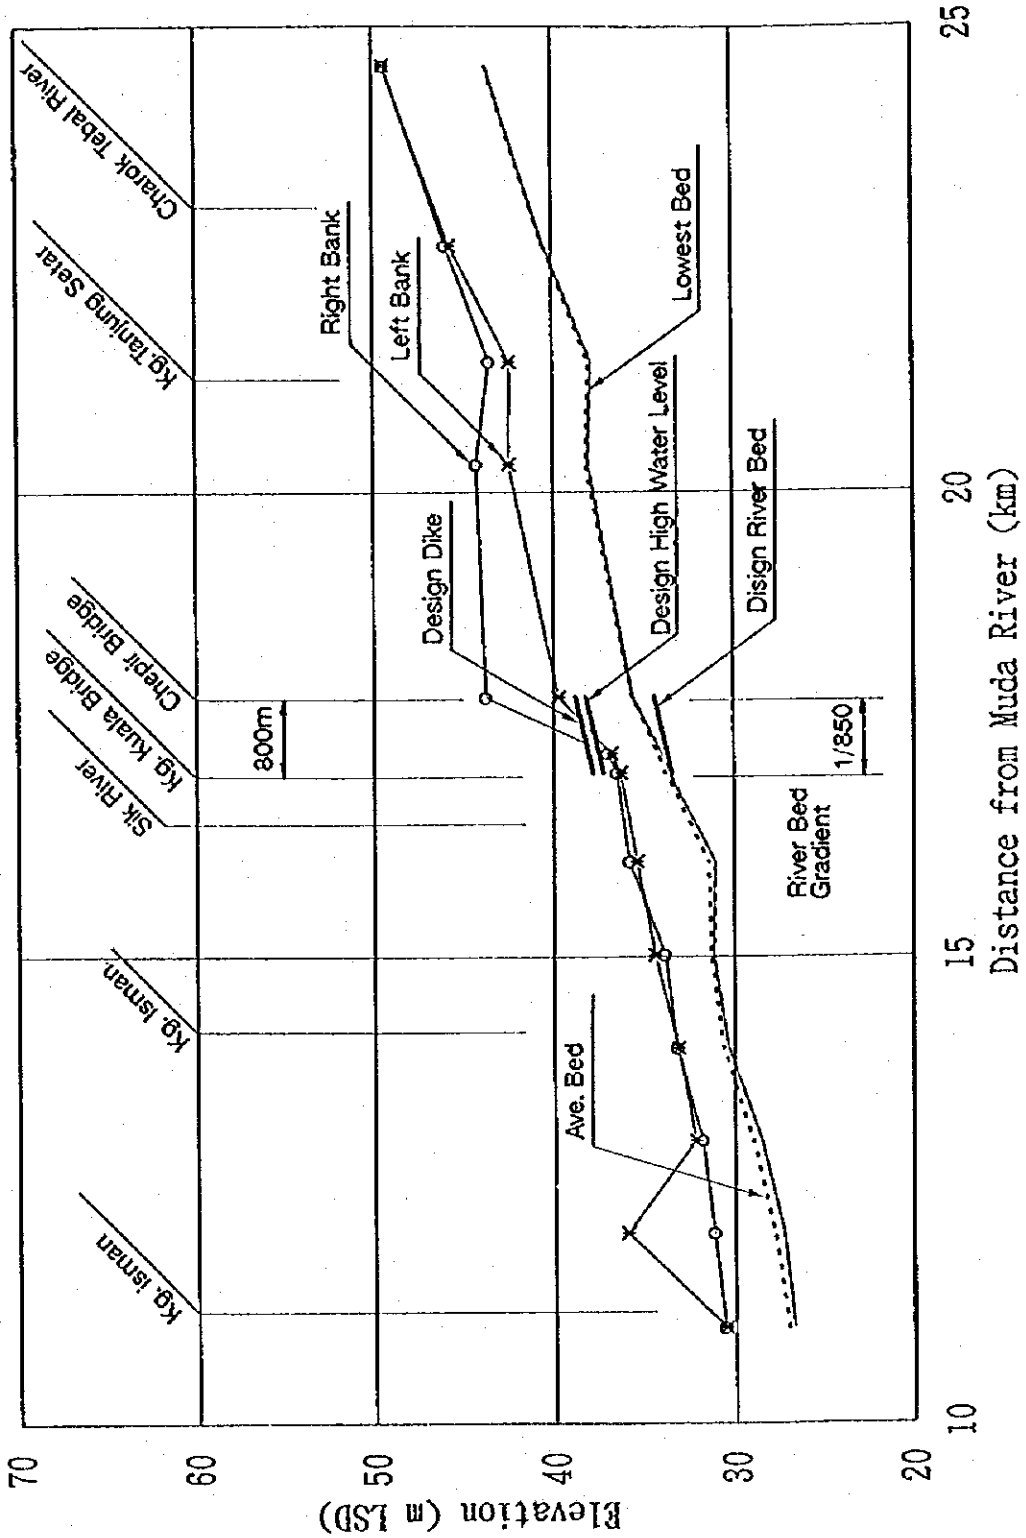 Elevation (m LSD)
70
60
50
40
30
20
10
15
20
25
Distance from Muda River (km)
Kg. isman
Kg. Isman
Sik River
Kg. Kuala Bridge
Chepir Bridge
Kg.Tanjung Setar
Charok Tebal River
800m
Right Bank
Left Bank
Design Dike
Design High Water Level
Disign River Bed
Lowest Bed
Ave. Bed
1/850
River Bed
Gradient